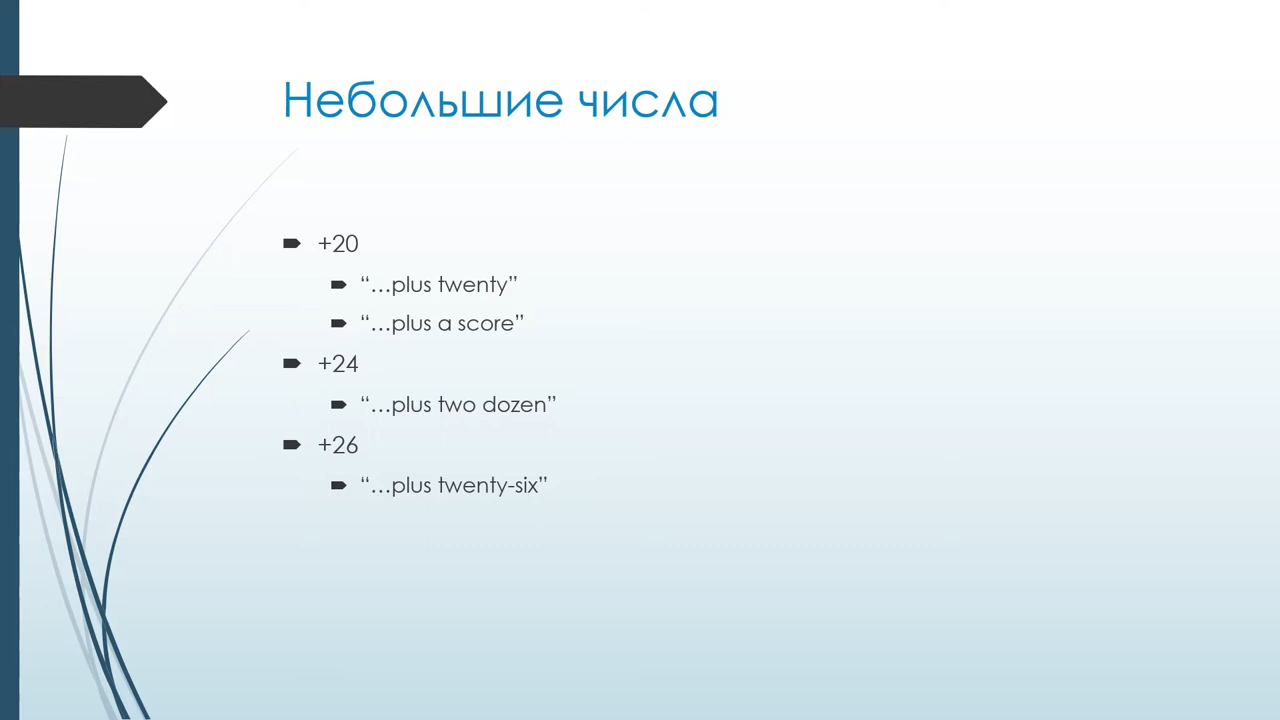 Небольшие числа
+20
“…plus twenty”
“…plus a score”
+24
“…plus two dozen”
+26
“…plus twenty-six”